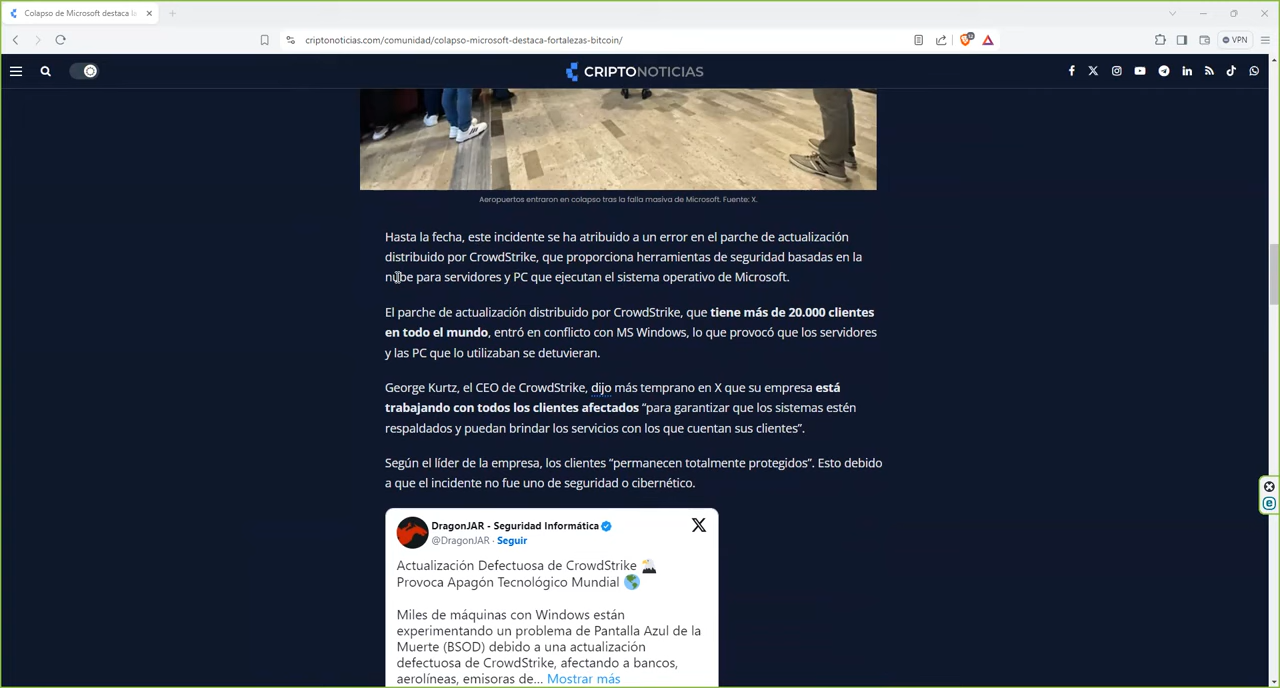 Colapso de Microsoft destaca la
criptonoticias.com/comunidad/colapso-microsoft-destaca-fortalezas-bitcoin/
VPN
CRIPTONOTICIAS
Aeropuertos entraron en colapso tras la falla masiva de Microsoft. Fuente: X.
Hasta la fecha, este incidente se ha atribuido a un error en el parche de actualización
distribuido por CrowdStrike, que proporciona herramientas de seguridad basadas en la
nube para servidores y PC que ejecutan el sistema operativo de Microsoft.
El parche de actualización distribuido por CrowdStrike, que tiene más de 20.000 clientes
en todo el mundo, entró en conflicto con MS Windows, lo que provocó que los servidores
y las PC que lo utilizaban se detuvieran.
George Kurtz, el CEO de CrowdStrike, dijo más temprano en X que su empresa está
trabajando con todos los clientes afectados “para garantizar que los sistemas estén
respaldados y puedan brindar los servicios con los que cuentan sus clientes”.
Según el líder de la empresa, los clientes “permanecen totalmente protegidos”. Esto debido
a que el incidente no fue uno de seguridad o cibernético.
DragonJAR - Seguridad Informática
@DragonJAR · Seguir
Actualización Defectuosa de CrowdStrike
Provoca Apagón Tecnológico Mundial
Miles de máquinas con Windows están
experimentando un problema de Pantalla Azul de la
Muerte (BSOD) debido a una actualización
defectuosa de CrowdStrike, afectando a bancos,
aerolíneas, emisoras de... Mostrar más